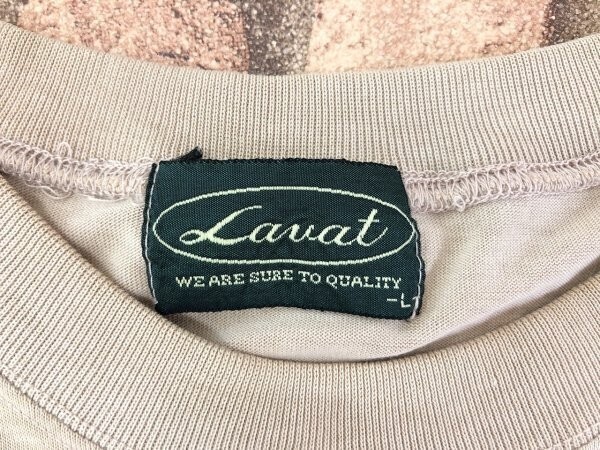 Lavat
WE ARE SURE TO QUALITY
-L-